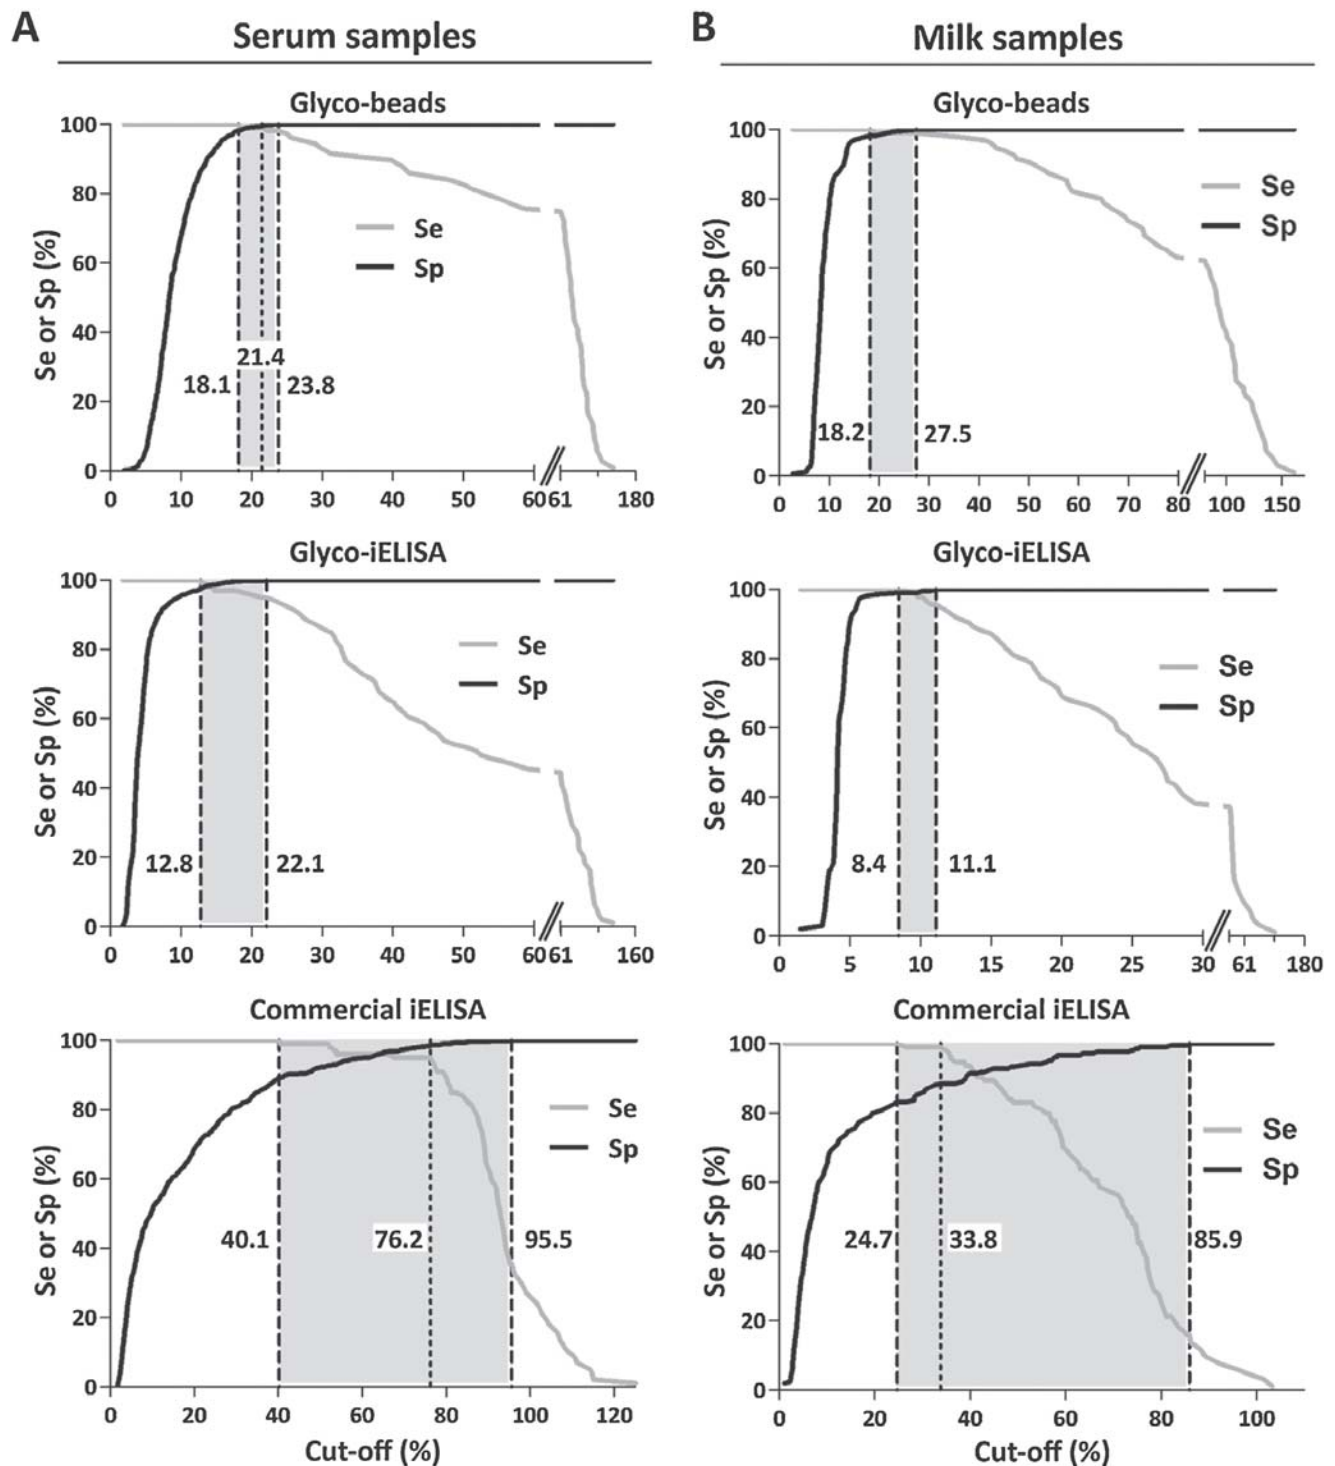 A Serum samples
Glyco-beads
100
80
60
40
20
0
Se or Sp (%)
Se
Sp
21.4
18.1 23.8
0 10 20 30 40 50 60 61 180
Glyco-iELISA
100
80
60
40
20
0
Se or Sp (%)
Se
Sp
12.8 22.1
0 10 20 30 40 50 60 61 160
Commercial iELISA
100
80
60
40
20
0
Se or Sp (%)
Se
Sp
40.1 76.2 95.5
0 20 40 60 80 100 120
Cut-off (%)
B Milk samples
Glyco-beads
100
80
60
40
20
0
Se or Sp (%)
Se
Sp
18.2 27.5
0 10 20 30 40 50 60 70 80 100 150
Glyco-iELISA
100
80
60
40
20
0
Se or Sp (%)
Se
Sp
8.4 11.1
0 5 10 15 20 25 30 61 180
Commercial iELISA
100
80
60
40
20
0
Se or Sp (%)
Se
Sp
24.7 33.8 85.9
0 20 40 60 80 100
Cut-off (%)